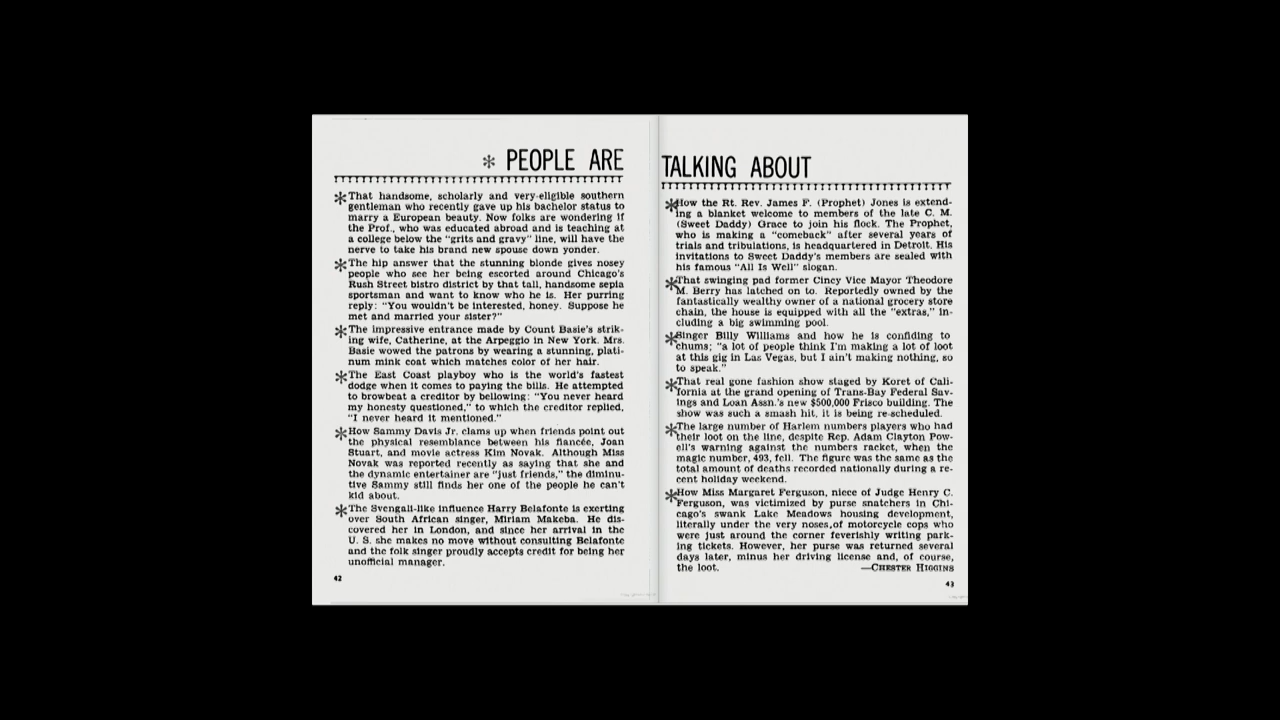 * PEOPLE ARE
*That handsome, scholarly and very-eligible southern
gentleman who recently gave up his bachelor status to
marry a European beauty. Now folks are wondering if
the Prof., who was educated abroad and is teaching at
a college below the "grits and gravy" line, will have the
nerve to take his brand new spouse down yonder.
*The hip answer that the stunning blonde gives nosey
people who see her being escorted around Chicago's
Rush Street bistro district by that tall, handsome sepia
sportsman and want to know who he is. Her purring
reply: "You wouldn't be interested, honey. Suppose he
met and married your sister?"
*The impressive entrance made by Count Basie's strik-
ing wife, Catherine, at the Arpeggio in New York. Mrs.
Basie wowed the patrons by wearing a stunning, plati-
num mink coat which matches color of her hair.
*The East Coast playboy who is the world's fastest
dodge when it comes to paying the bills. He attempted
to browbeat a creditor by bellowing: "You never heard
my honesty questioned," to which the creditor replied,
"I never heard it mentioned."
*How Sammy Davis Jr. clams up when friends point out
the physical resemblance between his fiancée, Joan
Stuart, and movie actress Kim Novak. Although Miss
Novak was reported recently as saying that she and
the dynamic entertainer are "just friends," the diminu-
tive Sammy still finds her one of the people he can't
kid about.
*The Svengali-like influence Harry Belafonte is exerting
over South African singer, Miriam Makeba. He dis-
covered her in London, and since her arrival in the
U. S. she makes no move without consulting Belafonte
and the folk singer proudly accepts credit for being her
unofficial manager.
42
TALKING ABOUT
*How the Rt. Rev. James F. (Prophet) Jones is extend-
ing a blanket welcome to members of the late C. M.
(Sweet Daddy) Grace to join his flock. The Prophet,
who is making a "comeback" after several years of
trials and tribulations, is headquartered in Detroit. His
invitations to Sweet Daddy's members are sealed with
his famous "All Is Well" slogan.
*That swinging pad former Cincy Vice Mayor Theodore
M. Berry has latched on to. Reportedly owned by the
fantastically wealthy owner of a national grocery store
chain, the house is equipped with all the "extras," in-
cluding a big swimming pool.
*Singer Billy Williams and how he is confiding to
chums; "a lot of people think I'm making a lot of loot
at this gig in Las Vegas, but I ain't making nothing, so
to speak."
*That real gone fashion show staged by Koret of Cali-
fornia at the grand opening of Trans-Bay Federal Sav-
ings and Loan Assn.'s new $500,000 Frisco building. The
show was such a smash hit, it is being re-scheduled.
*The large number of Harlem numbers players who had
their loot on the line, despite Rep. Adam Clayton Pow-
ell's warning against the numbers racket, when the
magic number, 493, fell. The figure was the same as the
total amount of deaths recorded nationally during a re-
cent holiday weekend.
*How Miss Margaret Ferguson, niece of Judge Henry C.
Ferguson, was victimized by purse snatchers in Chi-
cago's swank Lake Meadows housing development,
literally under the very noses of motorcycle cops who
were just around the corner feverishly writing park-
ing tickets. However, her purse was returned several
days later, minus her driving license and, of course,
the loot. —CHESTER HIGGINS
43